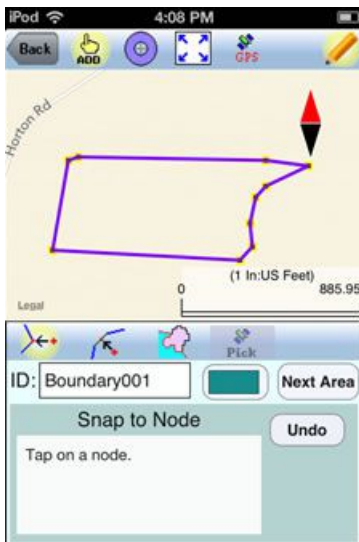 iPod 4:08 PM
Back ADD GPS
Horton Rd
(1 In:US Feet)
0 885.95
Legal
Pick
ID: Boundary001 Next Area
Snap to Node
Undo
Tap on a node.